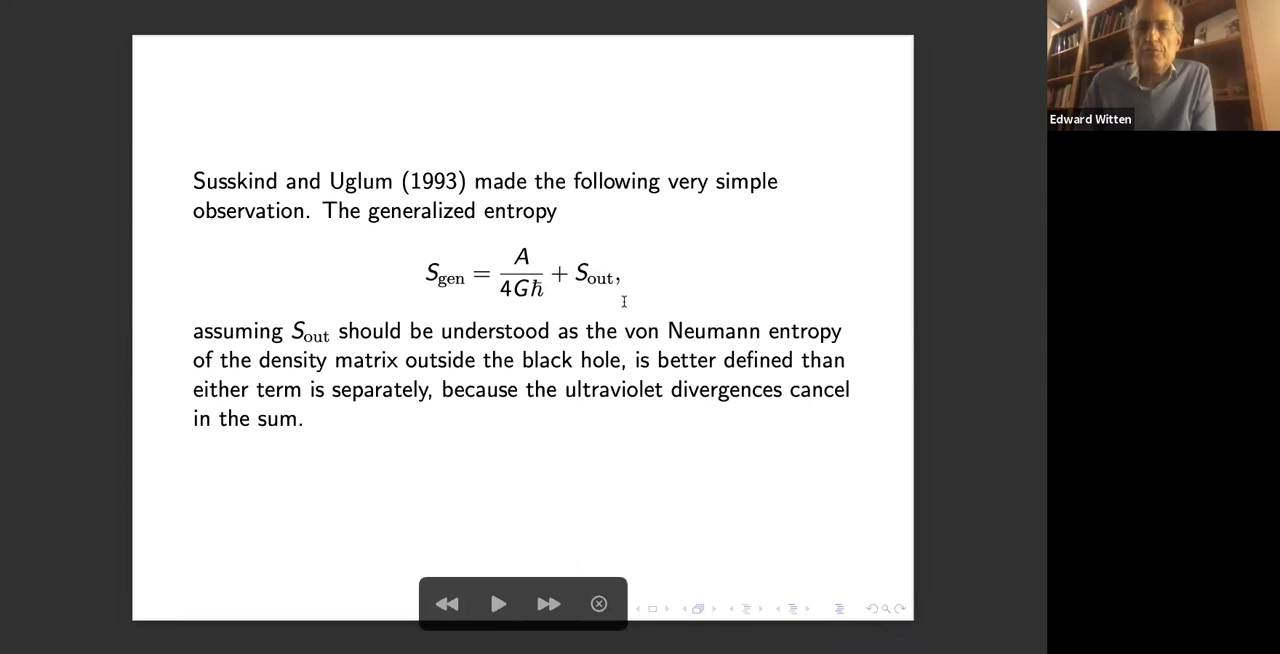 Susskind and Uglum (1993) made the following very simple
observation. The generalized entropy
S_gen = A/4Għ + S_out,
assuming S_out should be understood as the von Neumann entropy
of the density matrix outside the black hole, is better defined than
either term is separately, because the ultraviolet divergences cancel
in the sum.
Edward Witten